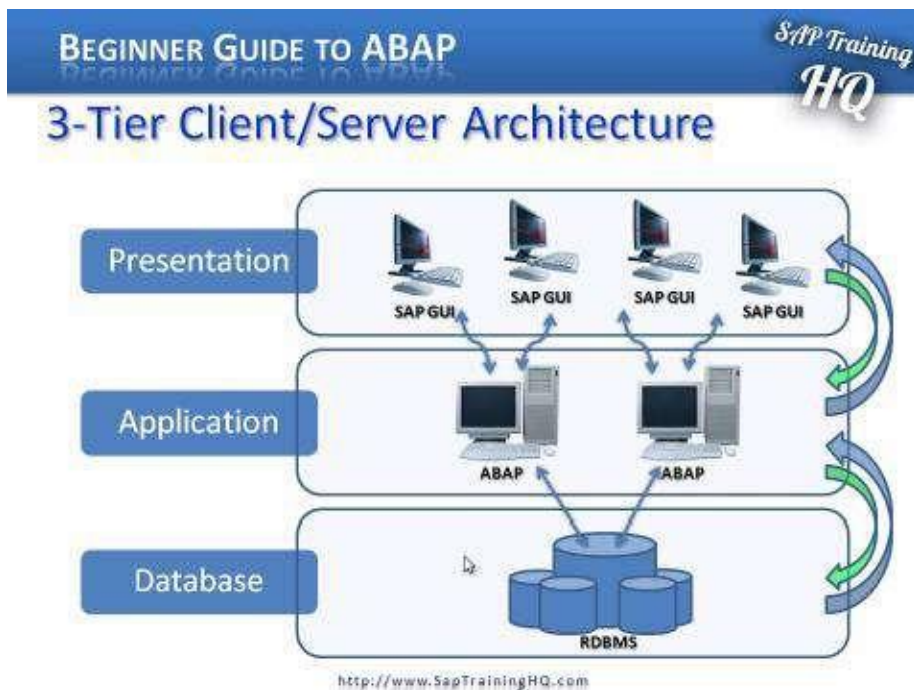 BEGINNER GUIDE TO ABAP
SAP Training
HQ
3-Tier Client/Server Architecture
Presentation
SAP GUI
SAP GUI
SAP GUI
SAP GUI
Application
ABAP
ABAP
Database
RDBMS
http://www.SapTrainingHQ.com